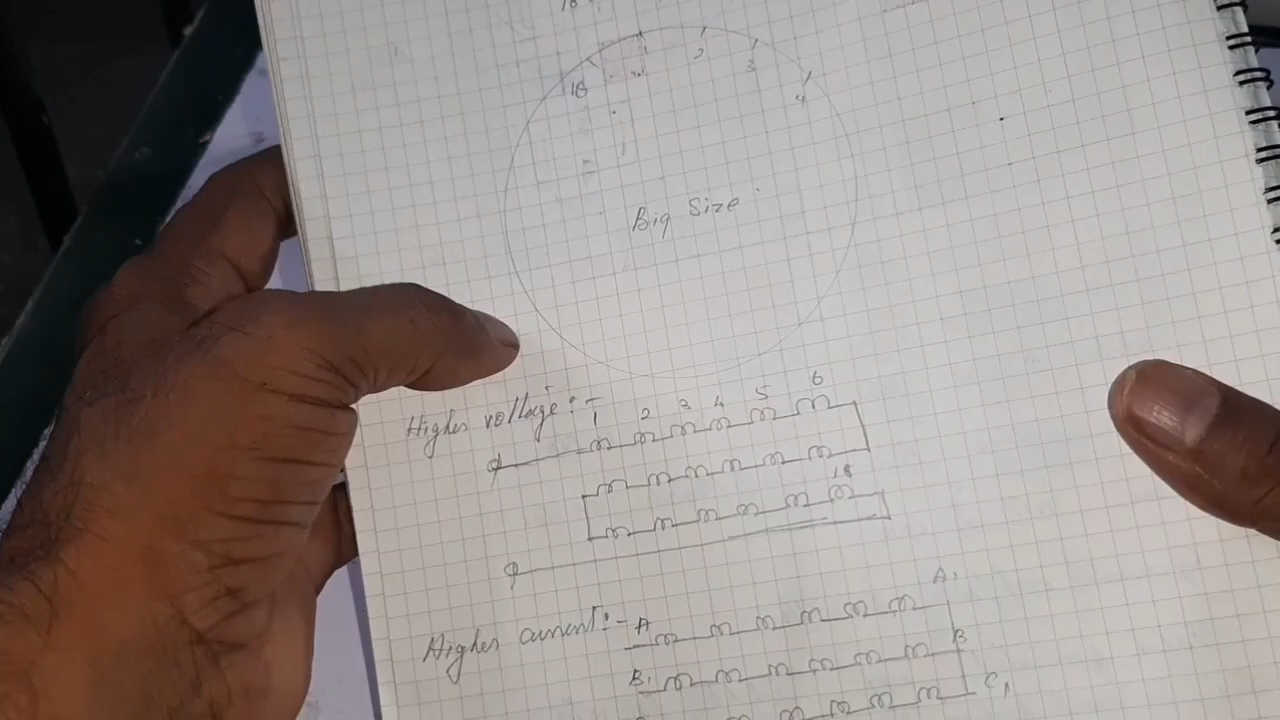 18
1 2 3 4
18
Big Size
Higher voltage :-
1 2 3 4 5 6
18
Higher current :- A A1
B1 B
C1